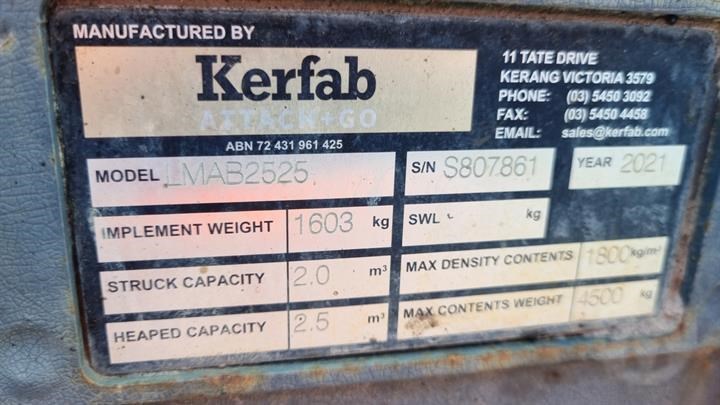 MANUFACTURED BY
Kerfab
ATTACH+GO
ABN 72 431 961 425
11 TATE DRIVE
KERANG VICTORIA 3579
PHONE: (03) 5450 3092
FAX: (03) 5450 4458
EMAIL: sales@kerfab.com
MODEL LMAB2525
S/N S807861
YEAR 2021
IMPLEMENT WEIGHT 1603 kg
SWL kg
STRUCK CAPACITY 2.0 m³
MAX DENSITY CONTENTS 1800 kg/m³
HEAPED CAPACITY 2.5 m³
MAX CONTENTS WEIGHT 4500 kg